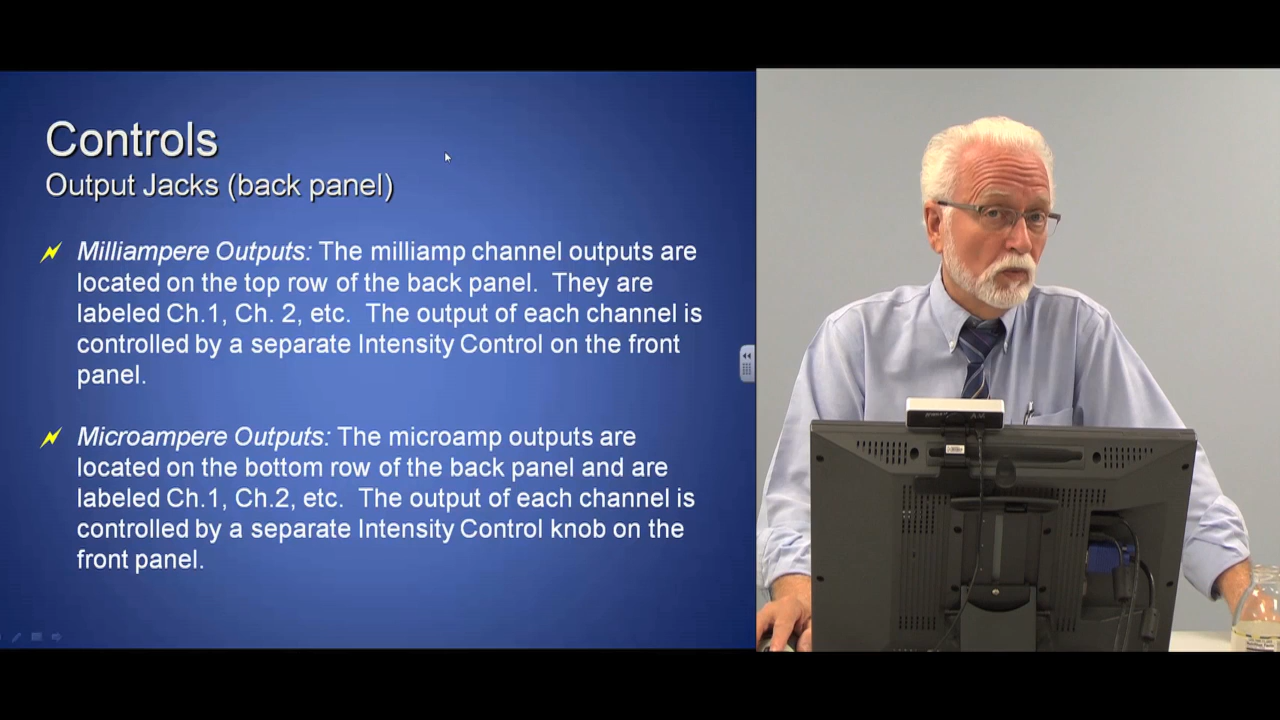 Controls
Output Jacks (back panel)
Milliampere Outputs: The milliamp channel outputs are
located on the top row of the back panel.  They are
labeled Ch.1, Ch. 2, etc.  The output of each channel is
controlled by a separate Intensity Control on the front
panel.
Microampere Outputs: The microamp outputs are
located on the bottom row of the back panel and are
labeled Ch.1, Ch.2, etc.  The output of each channel is
controlled by a separate Intensity Control knob on the
front panel.